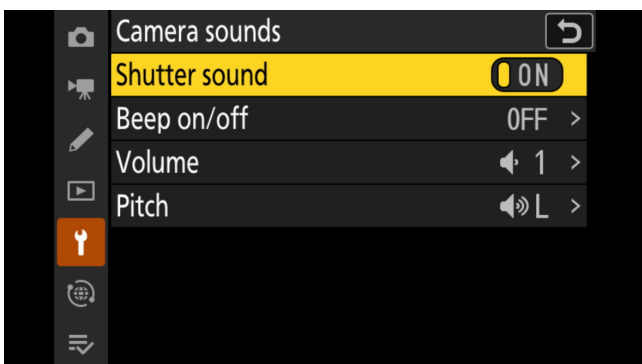 Camera sounds
Shutter sound ON
Beep on/off OFF >
Volume 1 >
Pitch L >